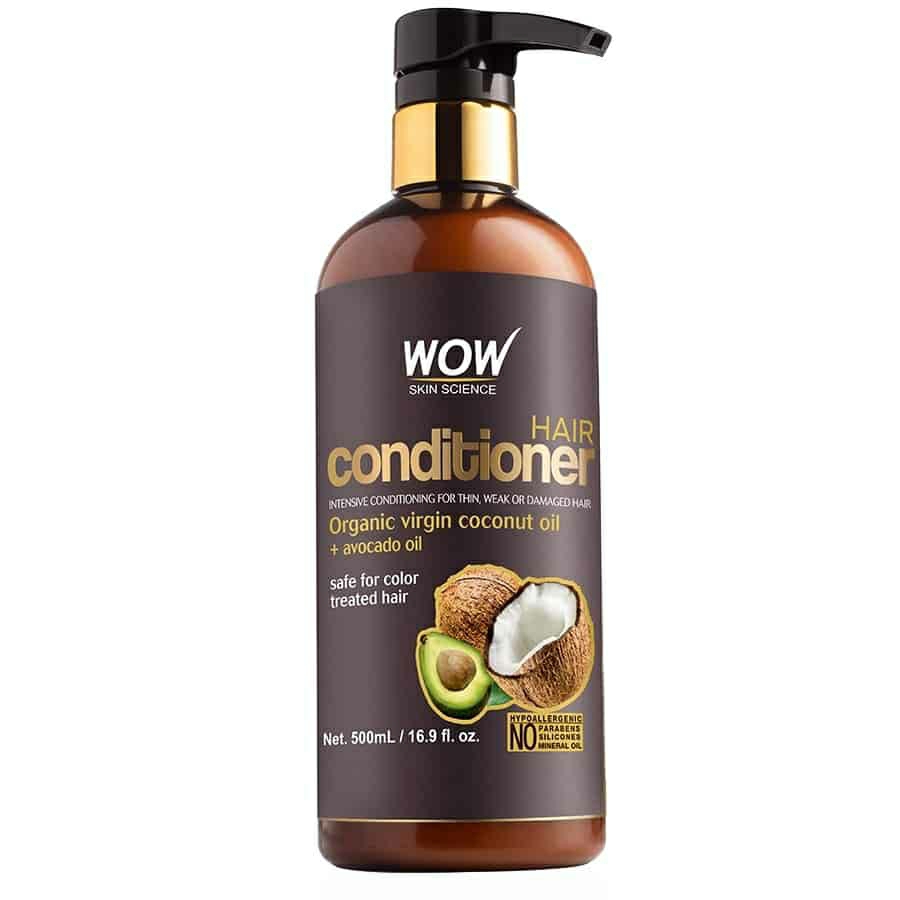 WOW
SKIN SCIENCE
HAIR
conditioner
INTENSIVE CONDITIONING FOR THIN, WEAK OR DAMAGED HAIR
Organic virgin coconut oil
+ avocado oil
safe for color
treated hair
HYPOALLERGENIC
NO PARABENS
SILICONES
MINERAL OIL
Net. 500mL / 16.9 fl. oz.